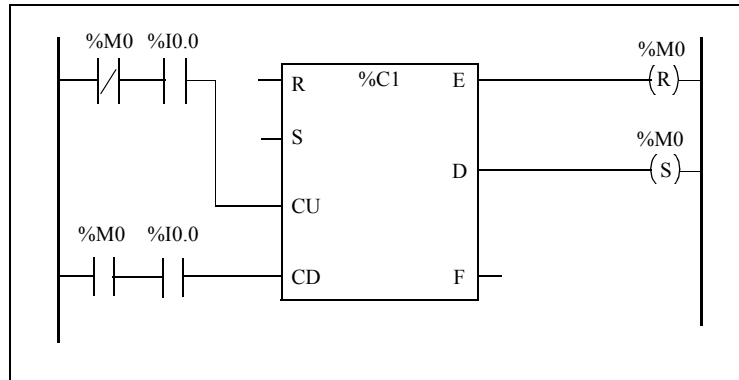 %M0 %I0.0 %M0
R %C1 E (R)
S %M0
D (S)
CU
%M0 %I0.0
CD F